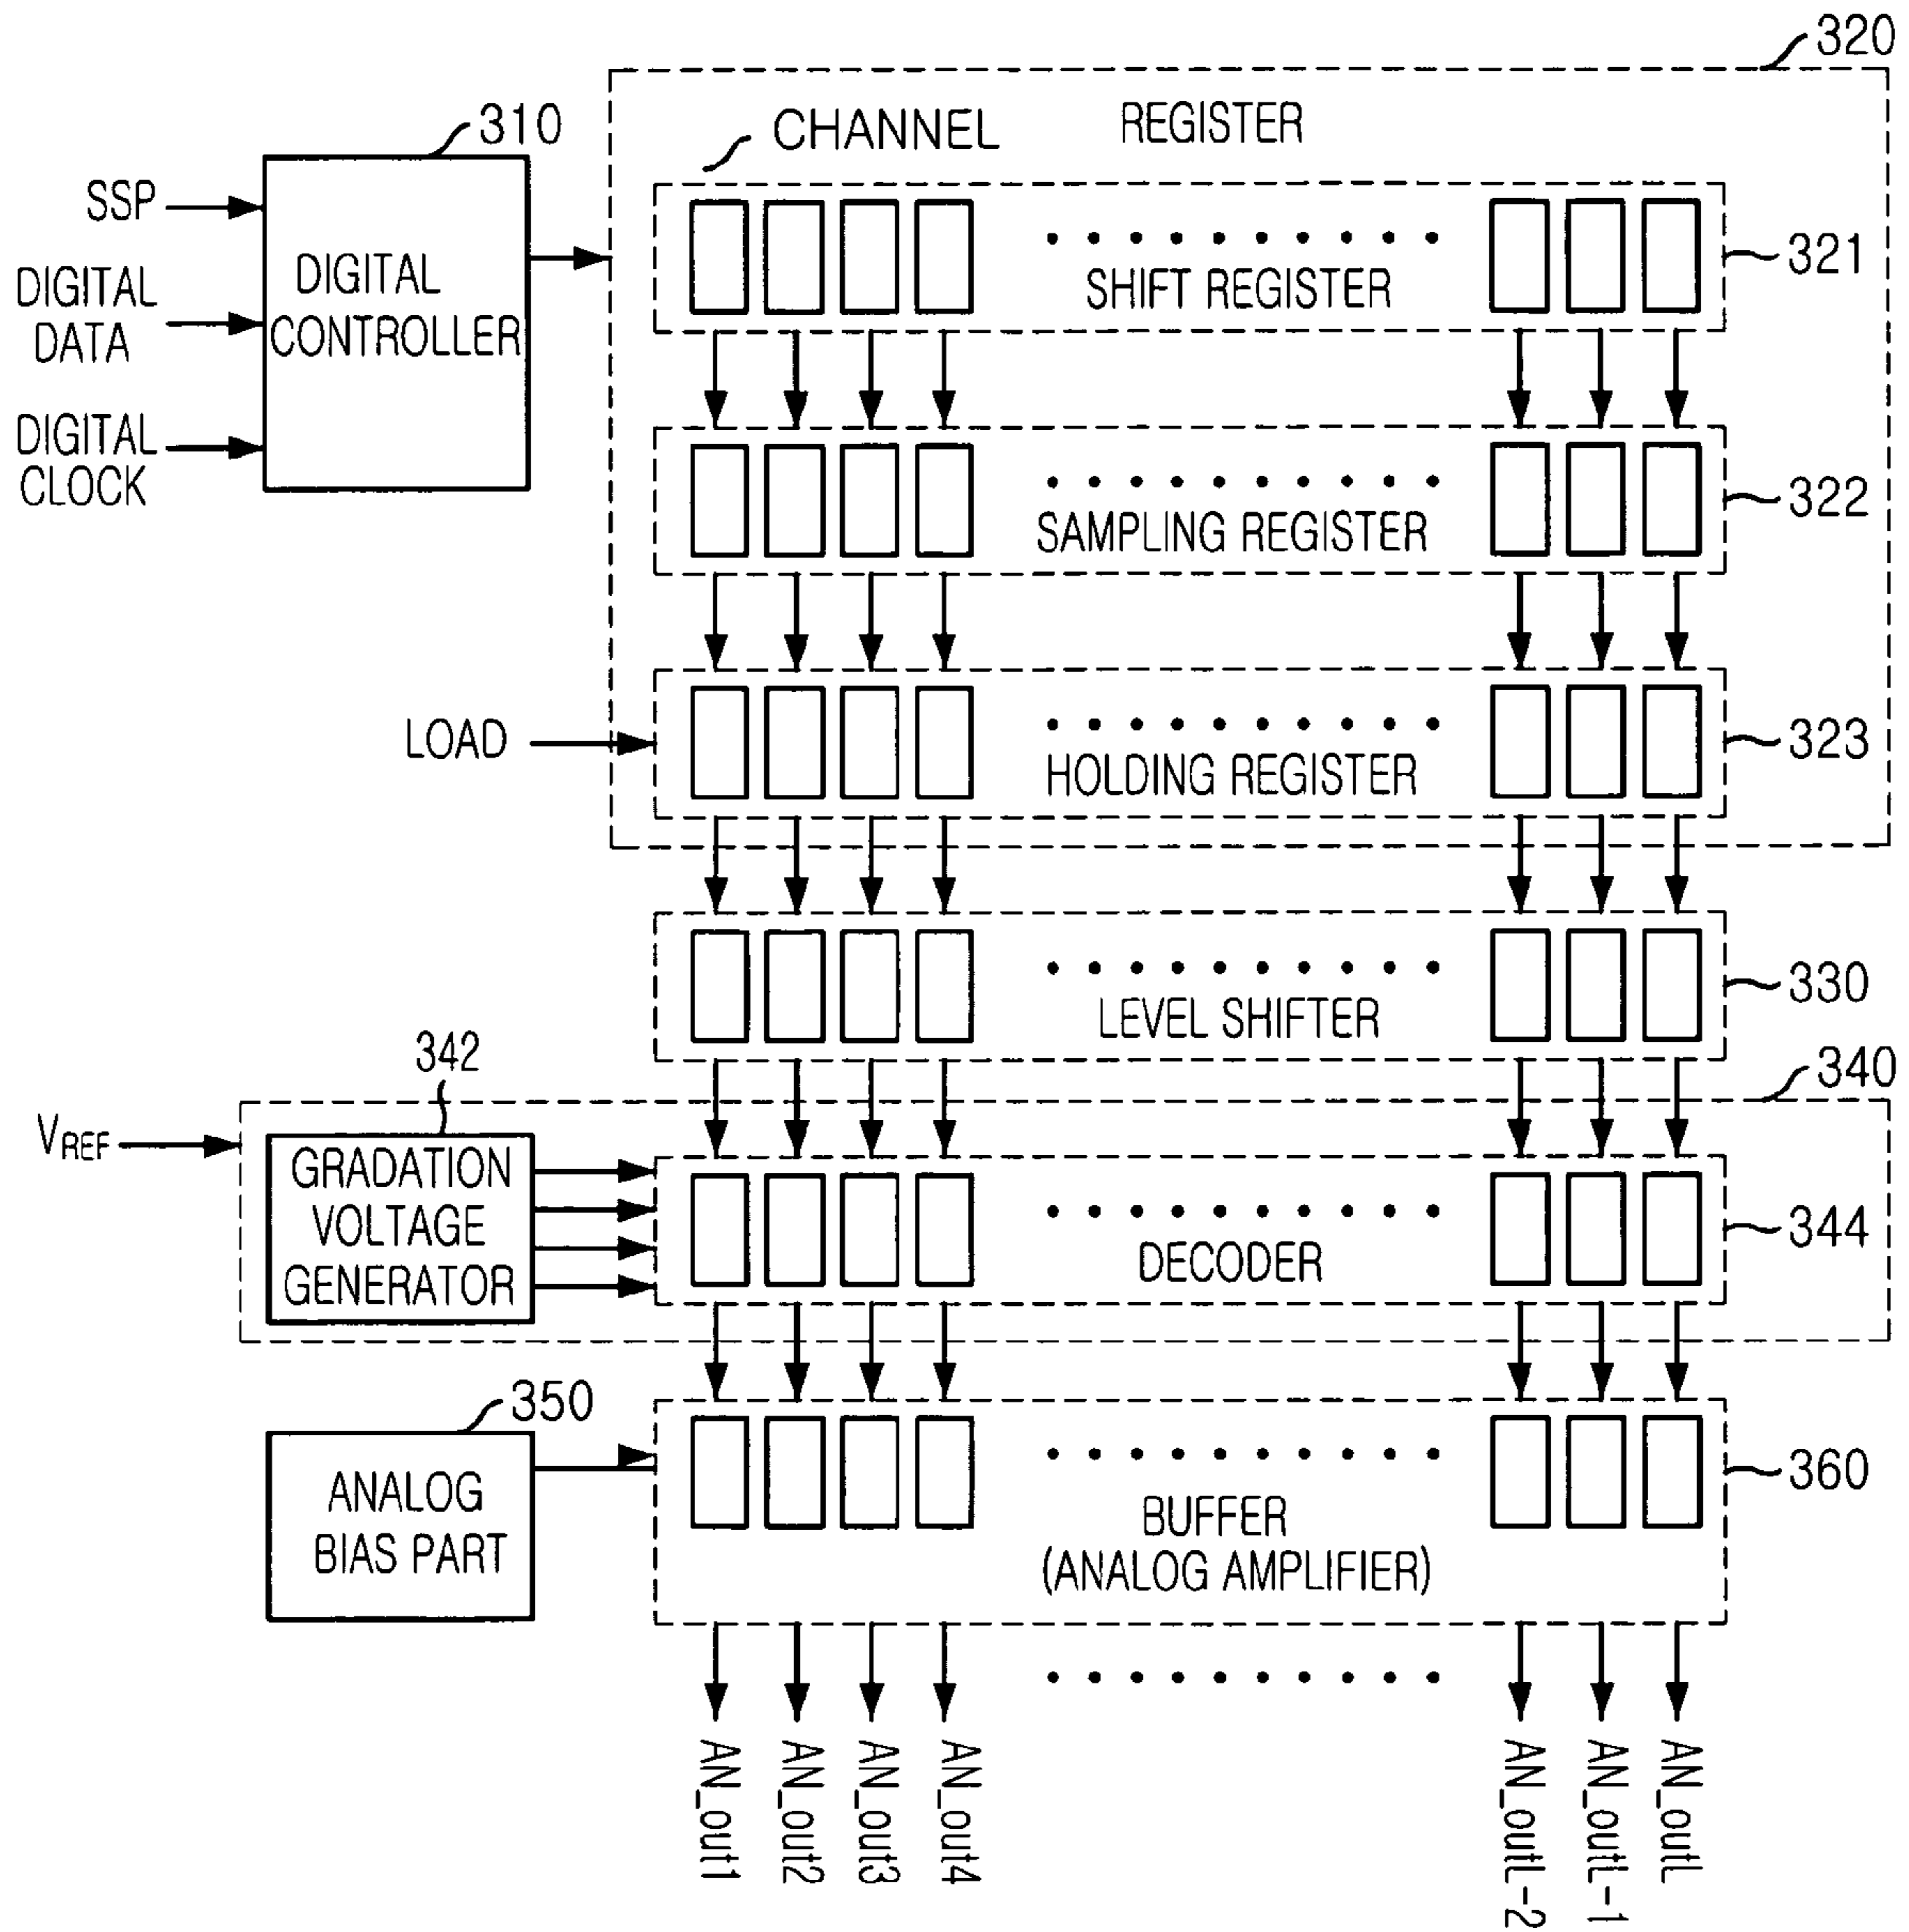 320
310
CHANNEL
REGISTER
SSP
DIGITAL
DATA
DIGITAL
CLOCK
DIGITAL
CONTROLLER
SHIFT REGISTER
321
SAMPLING REGISTER
322
LOAD
HOLDING REGISTER
323
LEVEL SHIFTER
330
342
340
VREF
GRADATION
VOLTAGE
GENERATOR
DECODER
344
350
ANALOG
BIAS PART
BUFFER
(ANALOG AMPLIFIER)
360
AN_out1
AN_out2
AN_out3
AN_out4
AN_outL-2
AN_outL-1
AN_outL